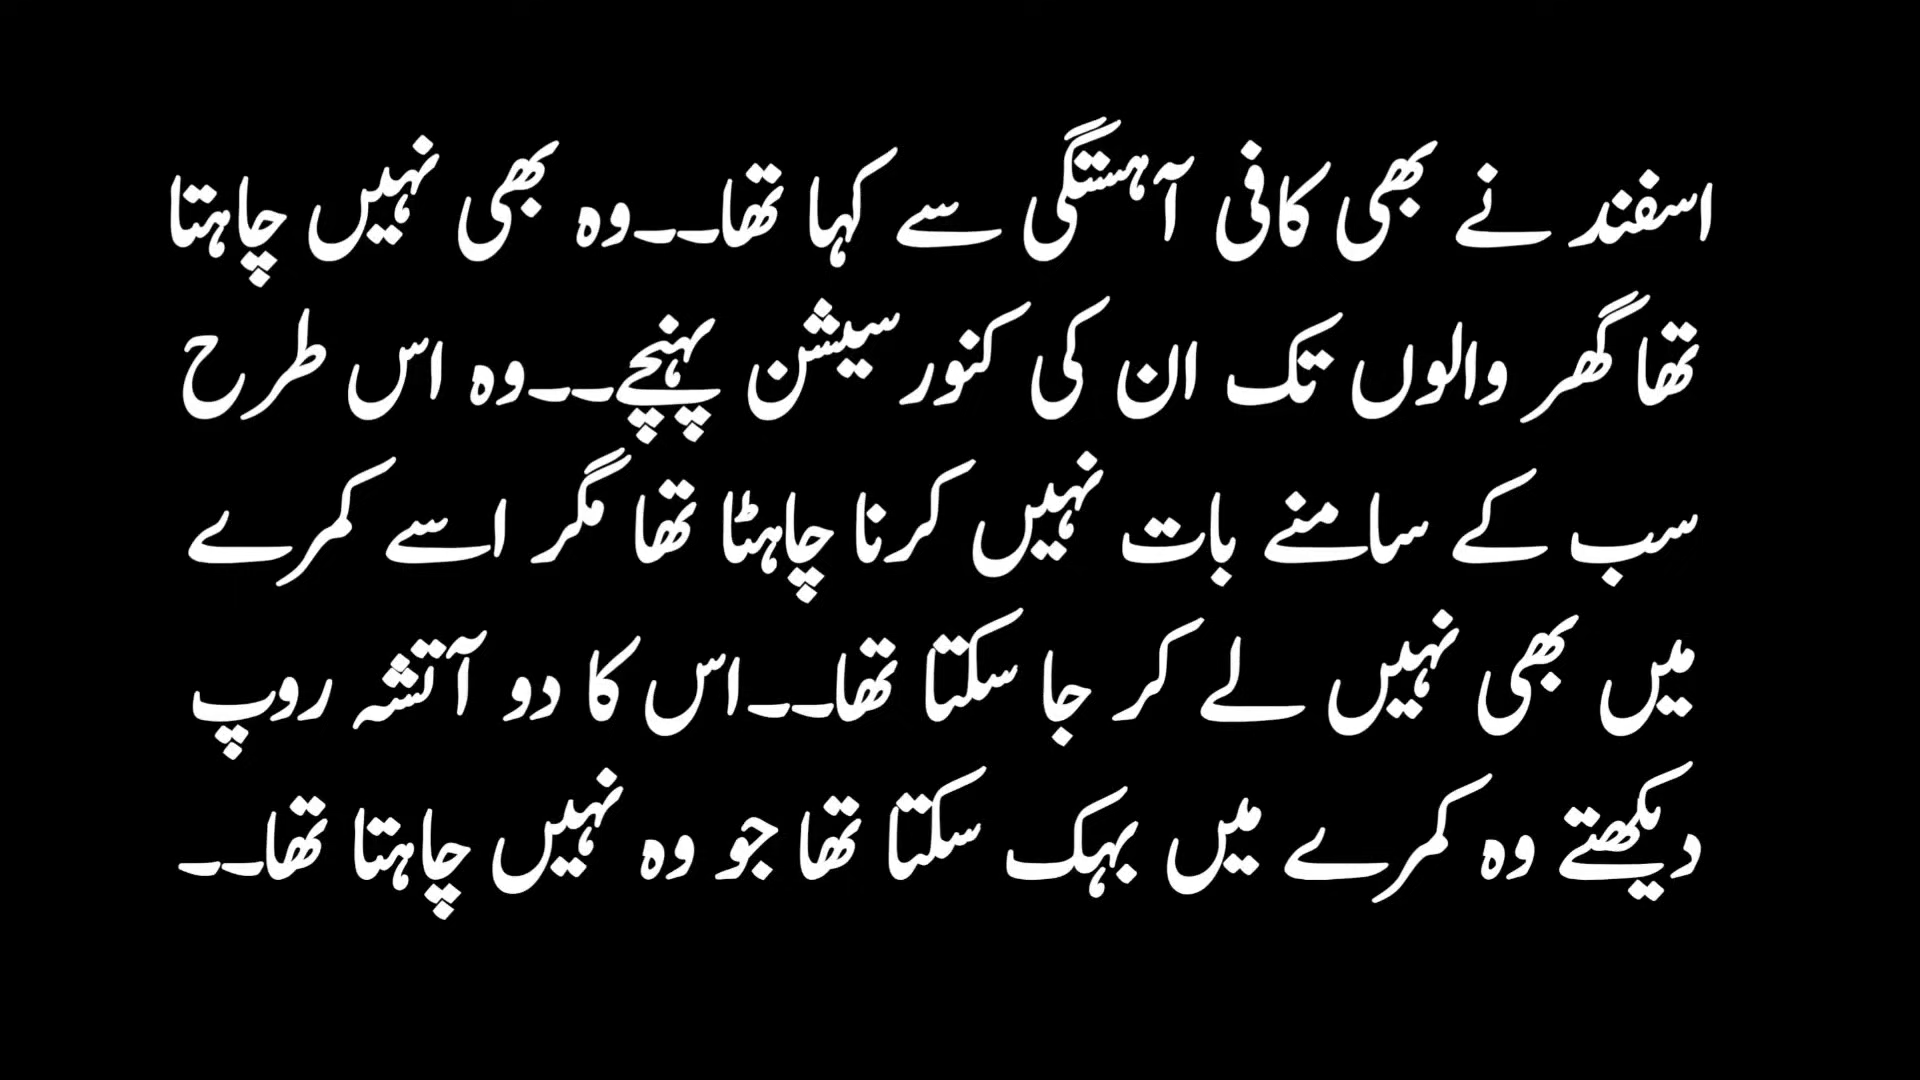 اسفند نے بھی کافی آہستگی سے کہا تھا۔۔وہ بھی نہیں چاہتا
تھا گھر والوں تک ان کی کنورسیشن پہنچے۔۔وہ اس طرح
سب کے سامنے بات نہیں کرنا چاہٹا تھا مگر اسے کمرے
میں بھی نہیں لے کر جا سکتا تھا۔۔اس کا دو آتشہ روپ
دیکھتے وہ کمرے میں بہک سکتا تھا جو وہ نہیں چاہتا تھا۔۔